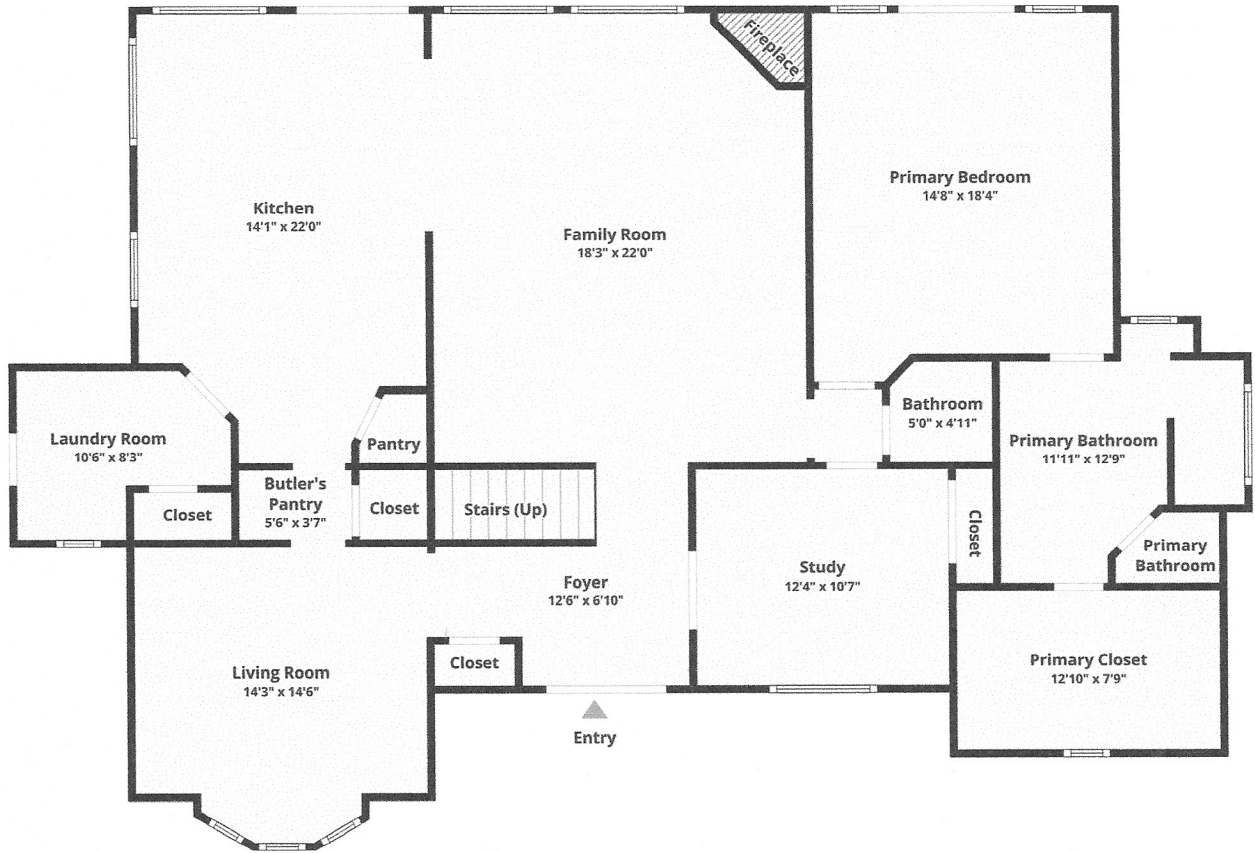 Fireplace
Primary Bedroom
14'8" x 18'4"
Kitchen
14'1" x 22'0"
Family Room
18'3" x 22'0"
Bathroom
5'0" x 4'11"
Laundry Room
10'6" x 8'3"
Pantry
Primary Bathroom
11'11" x 12'9"
Butler's
Pantry
5'6" x 3'7"
Closet
Closet
Stairs (Up)
Closet
Primary
Bathroom
Study
12'4" x 10'7"
Foyer
12'6" x 6'10"
Living Room
14'3" x 14'6"
Closet
Primary Closet
12'10" x 7'9"
Entry